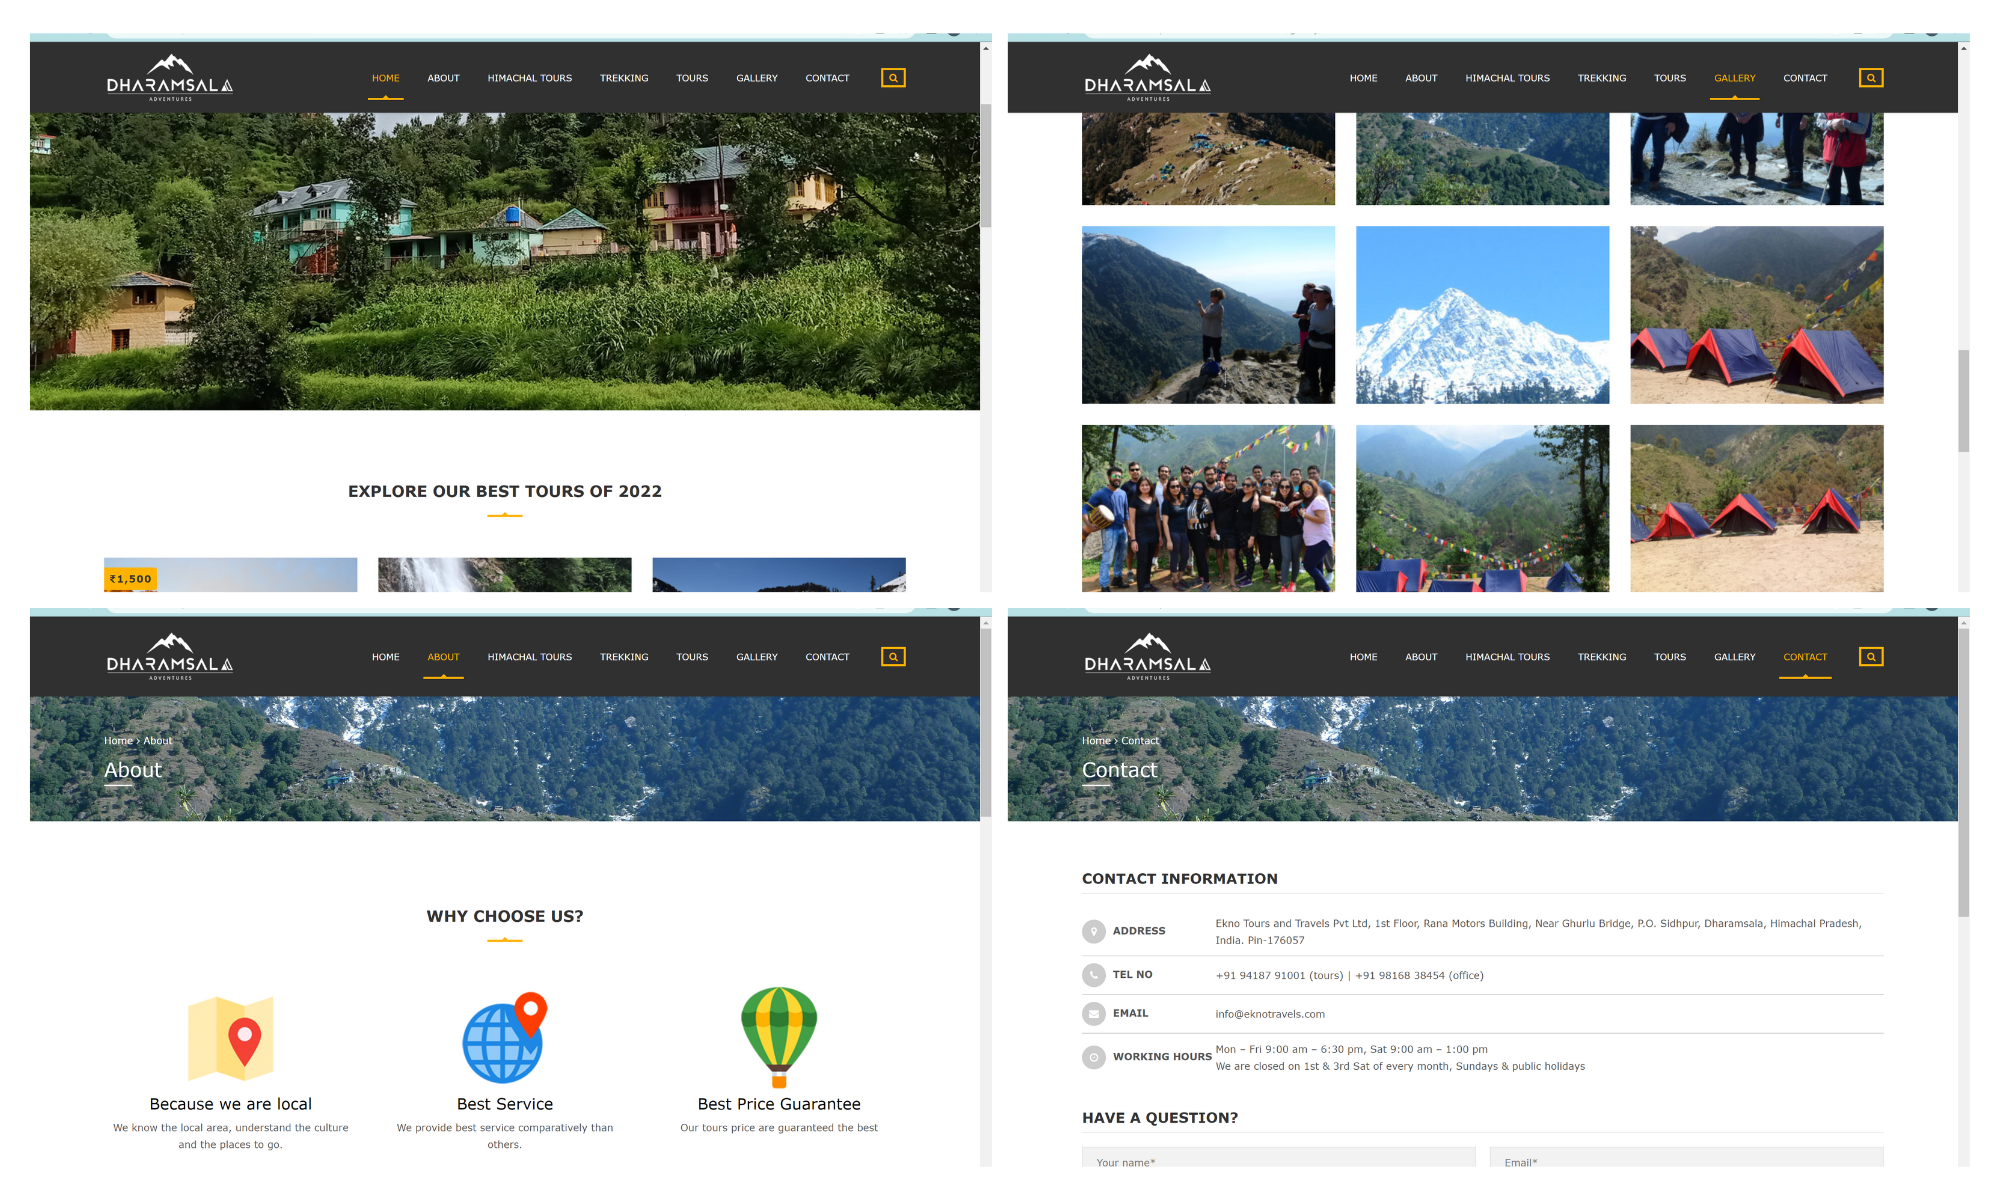 DHARAMSALA
ADVENTURES
HOME ABOUT HIMACHAL TOURS TREKKING TOURS GALLERY CONTACT
EXPLORE OUR BEST TOURS OF 2022
₹1,500
DHARAMSALA
ADVENTURES
HOME ABOUT HIMACHAL TOURS TREKKING TOURS GALLERY CONTACT
DHARAMSALA
ADVENTURES
HOME ABOUT HIMACHAL TOURS TREKKING TOURS GALLERY CONTACT
Home › About
About
WHY CHOOSE US?
Because we are local
We know the local area, understand the culture
and the places to go.
Best Service
We provide best service comparatively than
others.
Best Price Guarantee
Our tours price are guaranteed the best
DHARAMSALA
ADVENTURES
HOME ABOUT HIMACHAL TOURS TREKKING TOURS GALLERY CONTACT
Home › Contact
Contact
CONTACT INFORMATION
ADDRESS
Ekno Tours and Travels Pvt Ltd, 1st Floor, Rana Motors Building, Near Ghurlu Bridge, P.O. Sidhpur, Dharamsala, Himachal Pradesh,
India. Pin-176057
TEL NO
+91 94187 91001 (tours) | +91 98168 38454 (office)
EMAIL
info@eknotravels.com
WORKING HOURS
Mon – Fri 9:00 am – 6:30 pm, Sat 9:00 am – 1:00 pm
We are closed on 1st & 3rd Sat of every month, Sundays & public holidays
HAVE A QUESTION?
Your name*
Email*